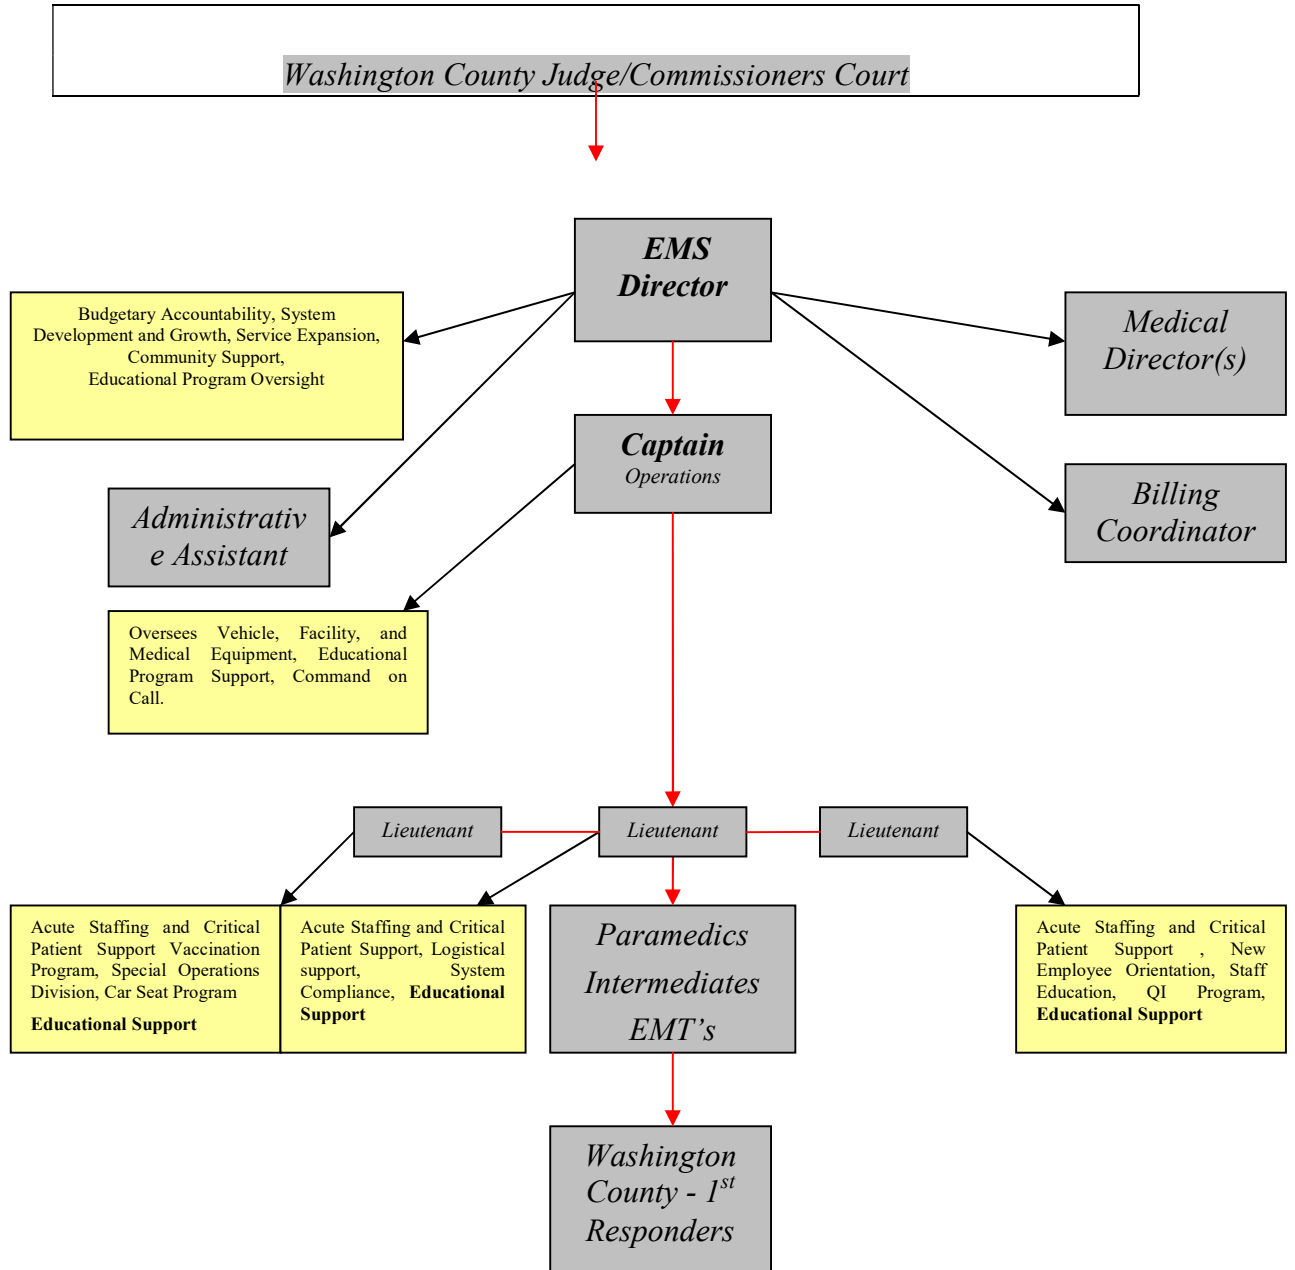 Washington County Judge/Commissioners Court
EMS
Director
Budgetary Accountability, System
Development and Growth, Service Expansion,
Community Support,
Educational Program Oversight
Medical
Director(s)
Captain
Operations
Administrativ
e Assistant
Billing
Coordinator
Oversees Vehicle, Facility, and
Medical Equipment, Educational
Program Support, Command on
Call.
Lieutenant
Lieutenant
Lieutenant
Acute Staffing and Critical
Patient Support Vaccination
Program, Special Operations
Division, Car Seat Program
Educational Support
Acute Staffing and Critical
Patient Support, Logistical
support, System
Compliance, Educational
Support
Paramedics
Intermediates
EMT’s
Acute Staffing and Critical
Patient Support , New
Employee Orientation, Staff
Education, QI Program,
Educational Support
Washington
County - 1st
Responders